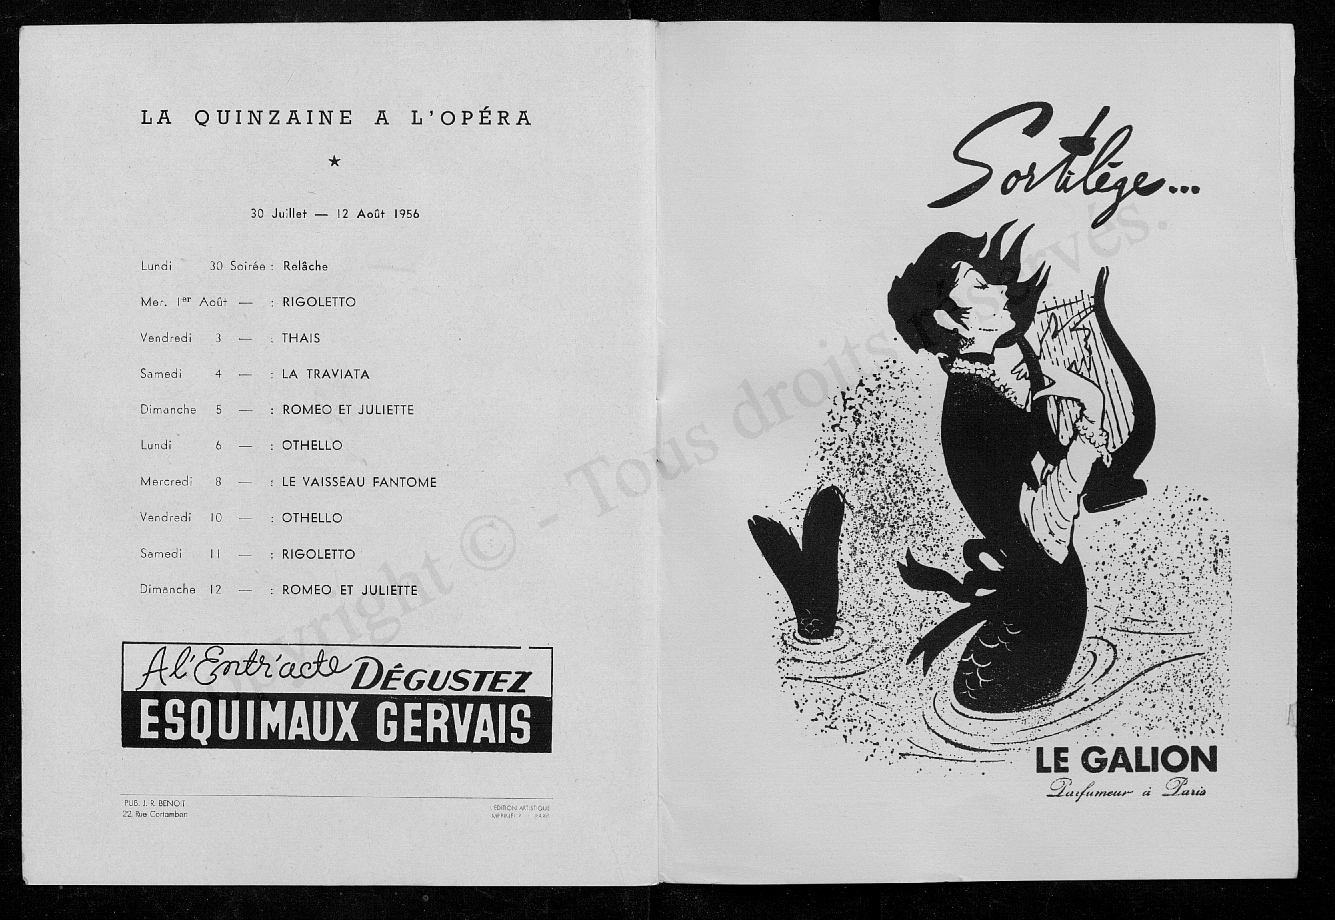 LA QUINZAINE A L'OPÉRA
★
30 Juillet — 12 Août 1956
Lundi 30 Soirée : Relâche
Mer. 1er Août — : RIGOLETTO
Vendredi 3 — : THAIS
Samedi 4 — : LA TRAVIATA
Dimanche 5 — : ROMEO ET JULIETTE
Lundi 6 — : OTHELLO
Mercredi 8 — : LE VAISSEAU FANTOME
Vendredi 10 — : OTHELLO
Samedi 11 — : RIGOLETTO
Dimanche 12 — : ROMEO ET JULIETTE
A l'Entr'acte DÉGUSTEZ
ESQUIMAUX GERVAIS
PUB. J. R. BENOIT
22, Rue Cortambert
L'ÉDITION ARTISTIQUE
PARIS
Sortilège...
LE GALION
Parfumeur à Paris
Copyright © - Tous droits réservés.